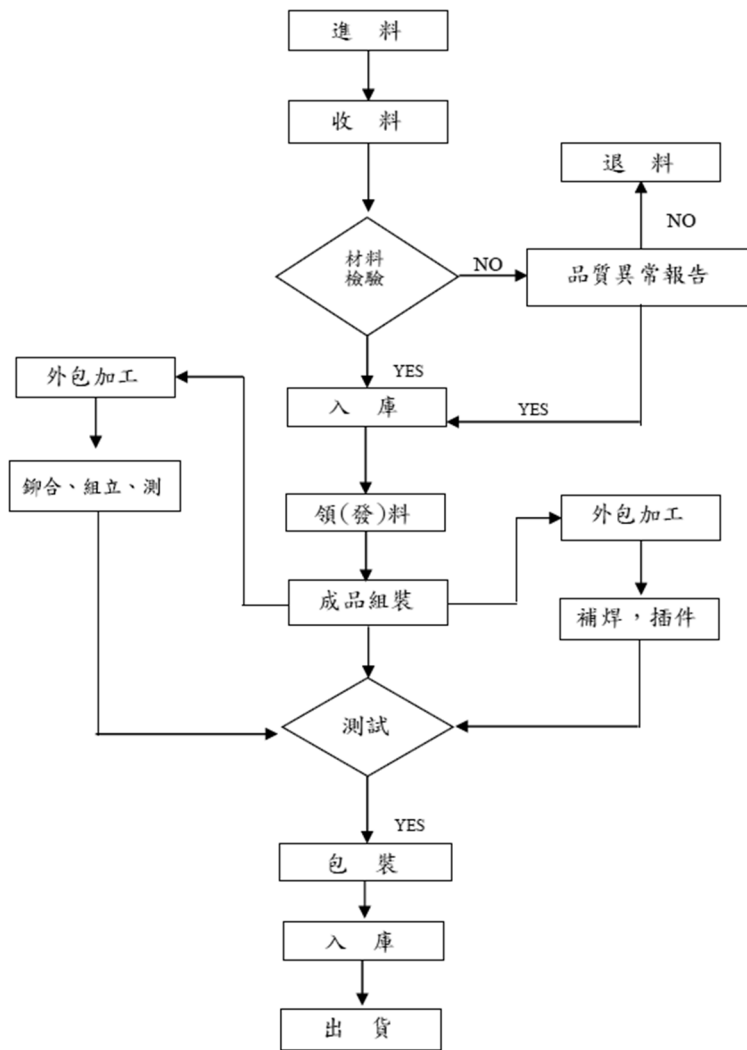 進 料
收 料
退 料
NO
材料
檢驗
NO
品質異常報告
YES
外包加工
入 庫
YES
鉚合、組立、測
領(發)料
外包加工
成品組裝
補焊，插件
測試
YES
包 裝
入 庫
出 貨